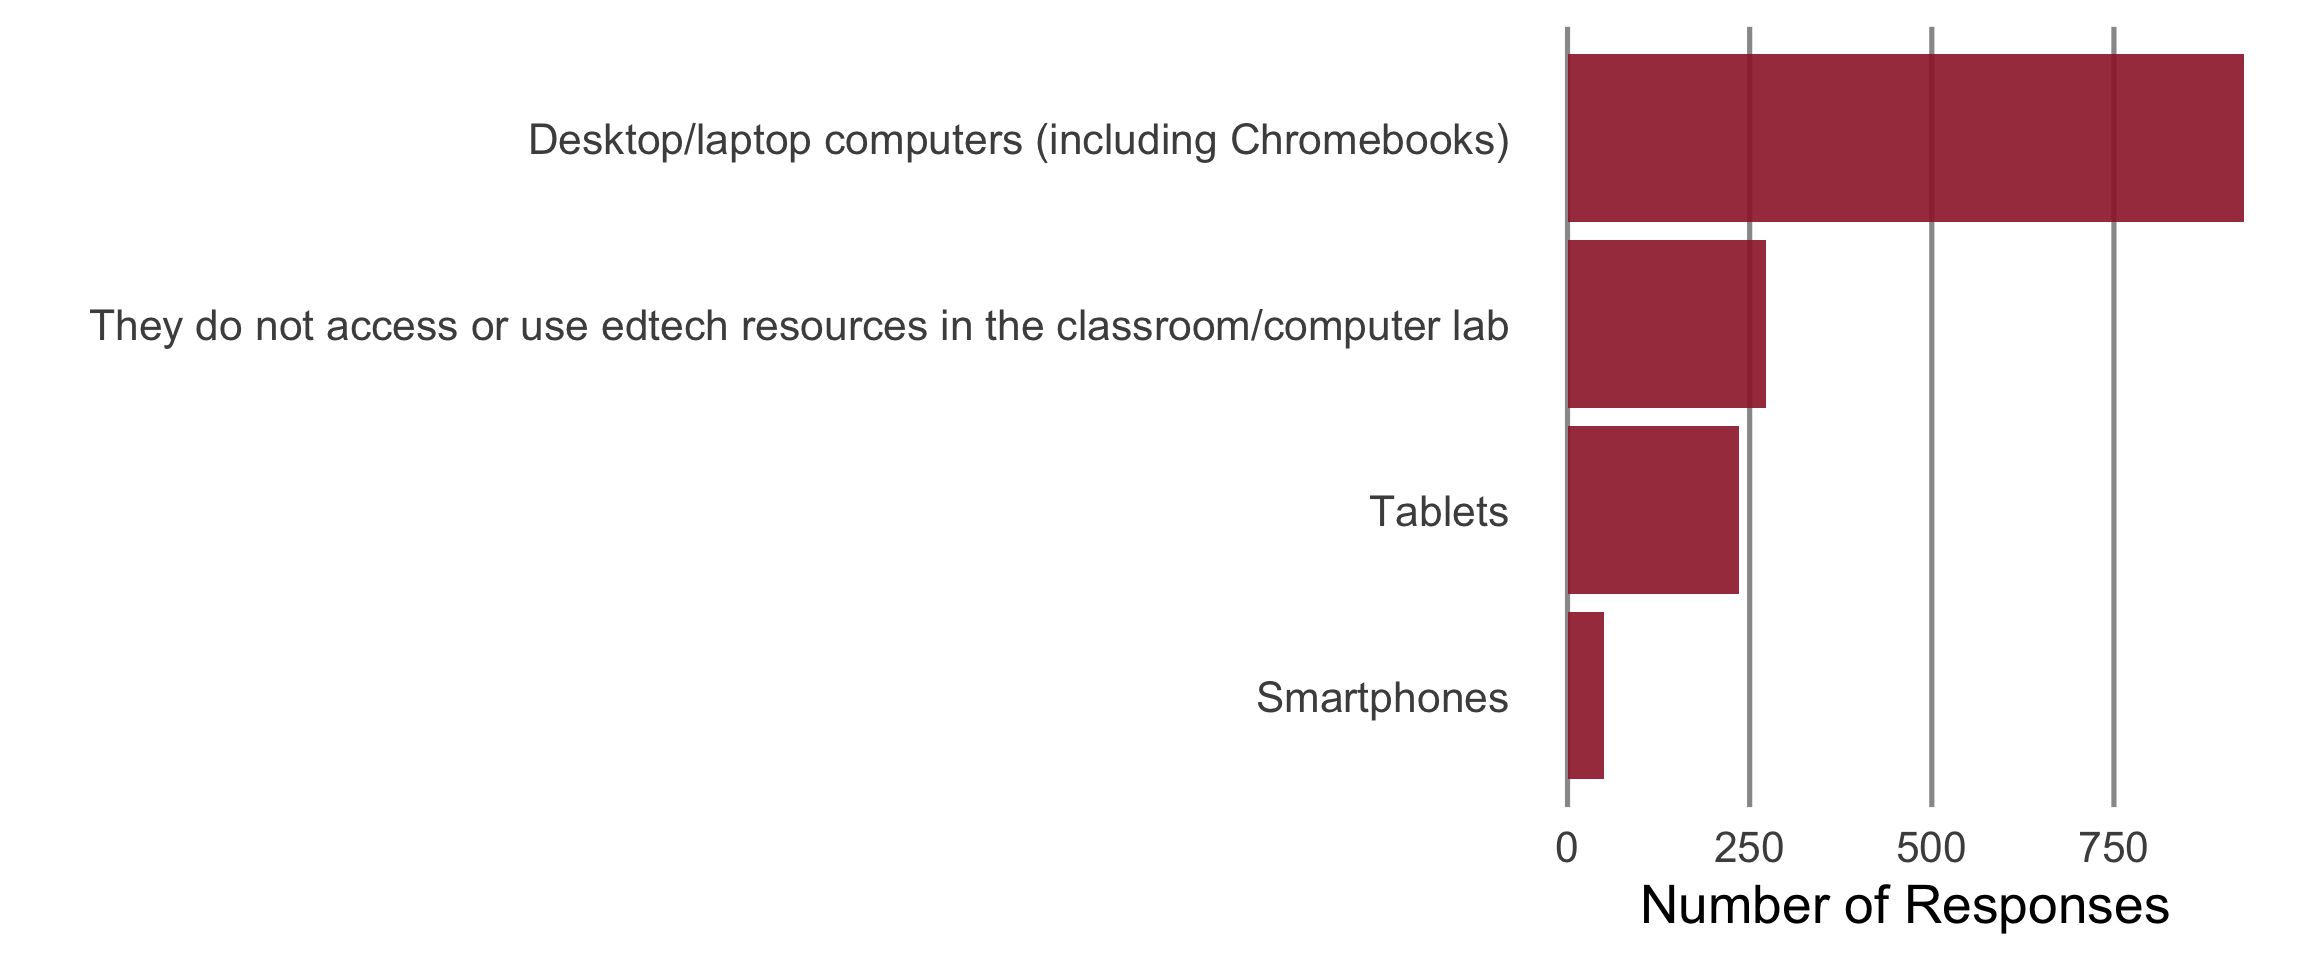 Desktop/laptop computers (including Chromebooks)
They do not access or use edtech resources in the classroom/computer lab
Tablets
Smartphones
0 250 500 750
Number of Responses